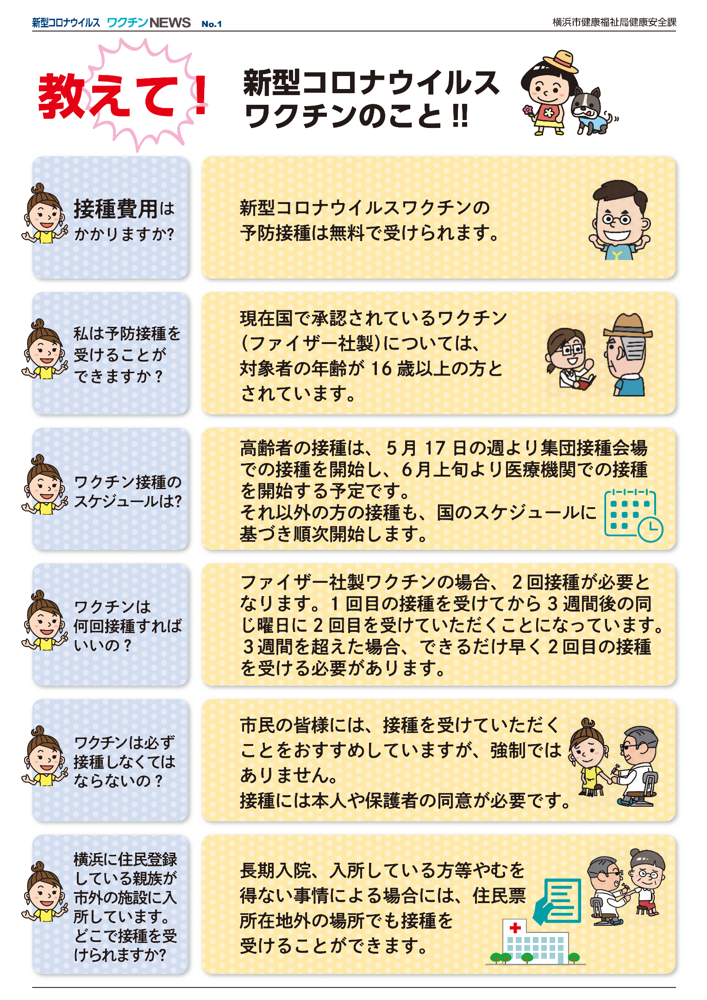 新型コロナウイルス ワクチンNEWS No.1
横浜市健康福祉局健康安全課
教えて!
新型コロナウイルス
ワクチンのこと!!
接種費用は
かかりますか?
新型コロナウイルスワクチンの
予防接種は無料で受けられます。
私は予防接種を
受けることが
できますか?
現在国で承認されているワクチン
(ファイザー社製)については、
対象者の年齢が 16 歳以上の方と
されています。
ワクチン接種の
スケジュールは?
高齢者の接種は、5月 17 日の週より集団接種会場
での接種を開始し、6月上旬より医療機関での接種
を開始する予定です。
それ以外の方の接種も、国のスケジュールに
基づき順次開始します。
ワクチンは
何回接種すれば
いいの?
ファイザー社製ワクチンの場合、2回接種が必要と
なります。1 回目の接種を受けてから 3 週間後の同
じ曜日に 2 回目を受けていただくことになっています。
3週間を超えた場合、できるだけ早く2回目の接種
を受ける必要があります。
ワクチンは必ず
接種しなくては
ならないの?
市民の皆様には、接種を受けていただく
ことをおすすめしていますが、強制では
ありません。
接種には本人や保護者の同意が必要です。
横浜に住民登録
している親族が
市外の施設に入
所しています。
どこで接種を受
けられますか?
長期入院、入所している方等やむを
得ない事情による場合には、住民票
所在地外の場所でも接種を
受けることができます。